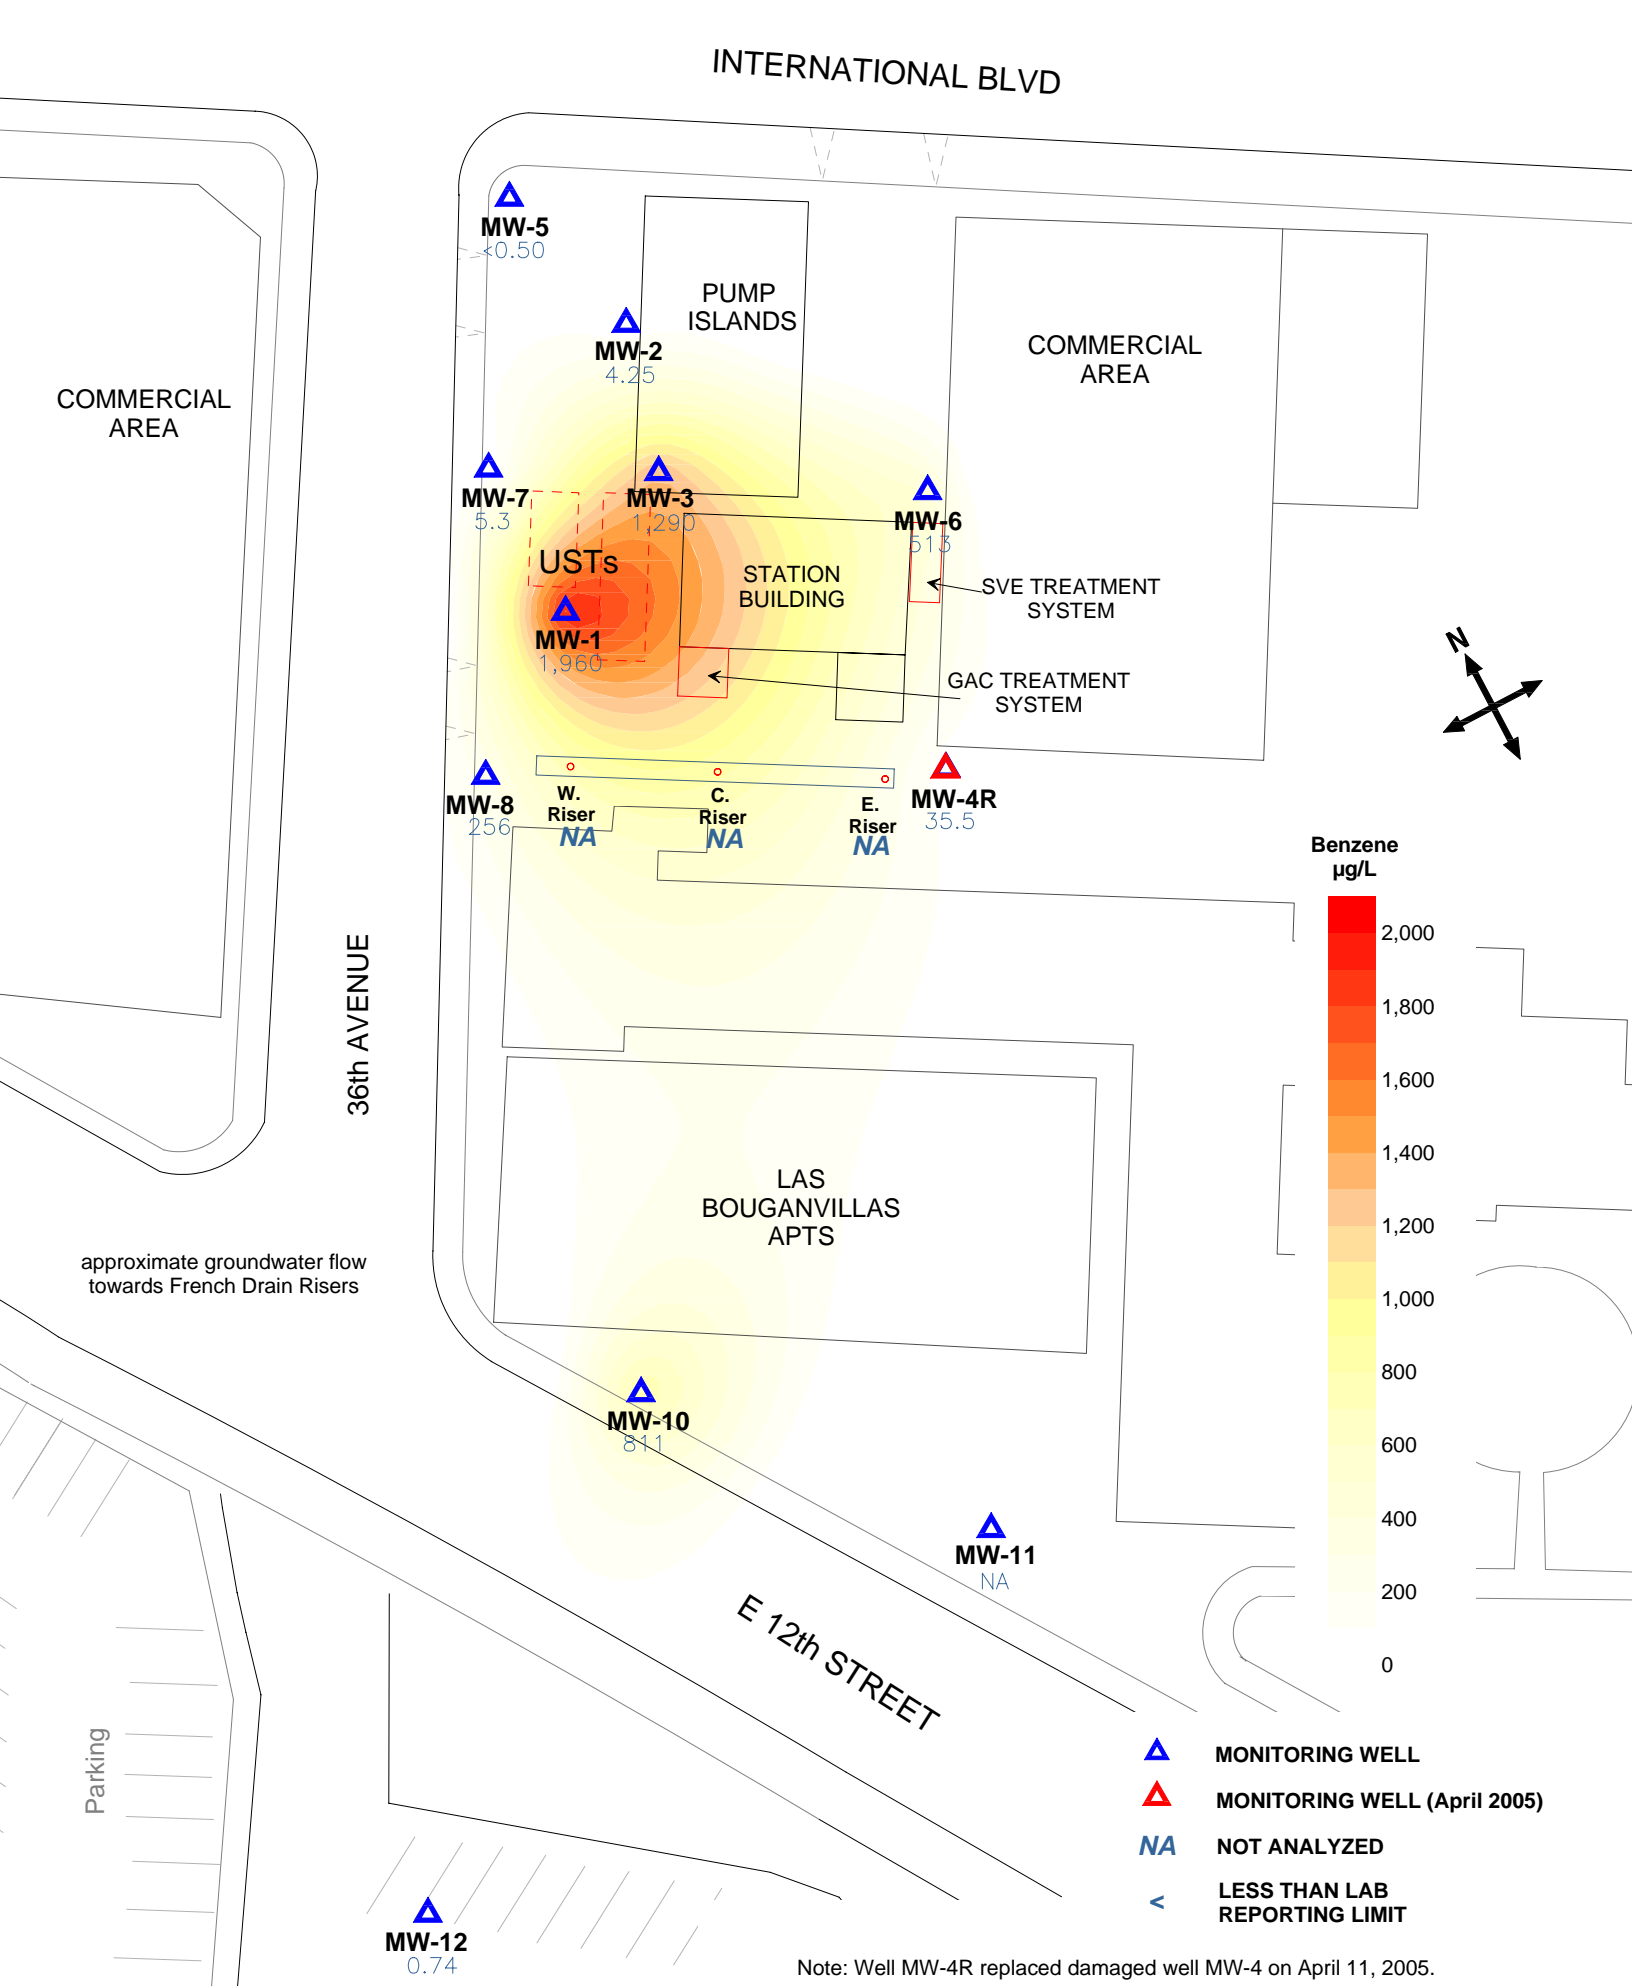 INTERNATIONAL BLVD
MW-5
<0.50
PUMP
ISLANDS
MW-2
4.25
COMMERCIAL
AREA
COMMERCIAL
AREA
MW-7
5.3
MW-3
1,290
MW-6
513
USTs
STATION
BUILDING
SVE TREATMENT
SYSTEM
MW-1
1,960
GAC TREATMENT
SYSTEM
N
MW-8
256
W.
Riser
NA
C.
Riser
NA
E.
Riser
NA
MW-4R
35.5
Benzene
µg/L
2,000
1,800
1,600
1,400
1,200
1,000
800
600
400
200
0
36th AVENUE
LAS
BOUGANVILLAS
APTS
approximate groundwater flow
towards French Drain Risers
MW-10
811
MW-11
NA
E 12th STREET
Parking
MW-12
0.74
MONITORING WELL
MONITORING WELL (April 2005)
NA NOT ANALYZED
< LESS THAN LAB
REPORTING LIMIT
Note: Well MW-4R replaced damaged well MW-4 on April 11, 2005.